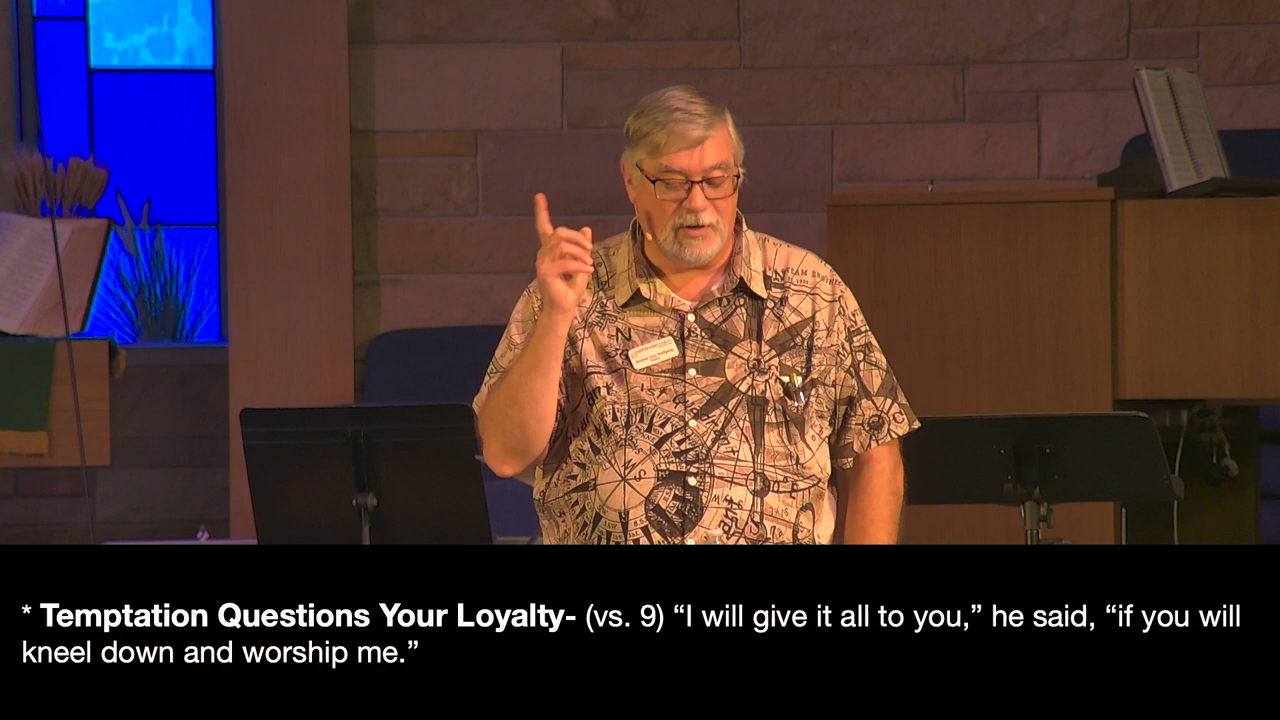 * Temptation Questions Your Loyalty- (vs. 9) “I will give it all to you,” he said, “if you will
kneel down and worship me.”